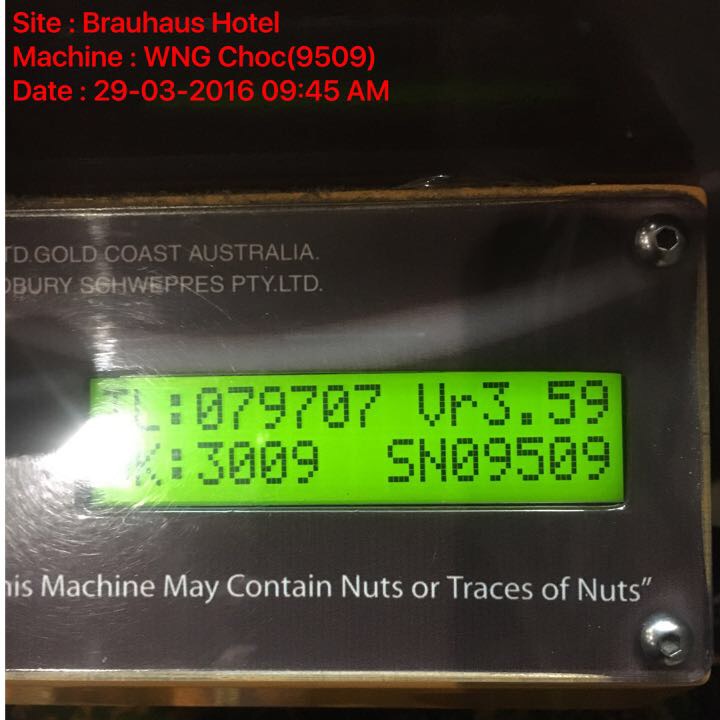 Site : Brauhaus Hotel
Machine : WNG Choc(9509)
Date : 29-03-2016 09:45 AM
TD.GOLD COAST AUSTRALIA.
DBURY SCHWEPPES PTY.LTD.
L:079707 Vr3.59
K:3009 SN09509
his Machine May Contain Nuts or Traces of Nuts”